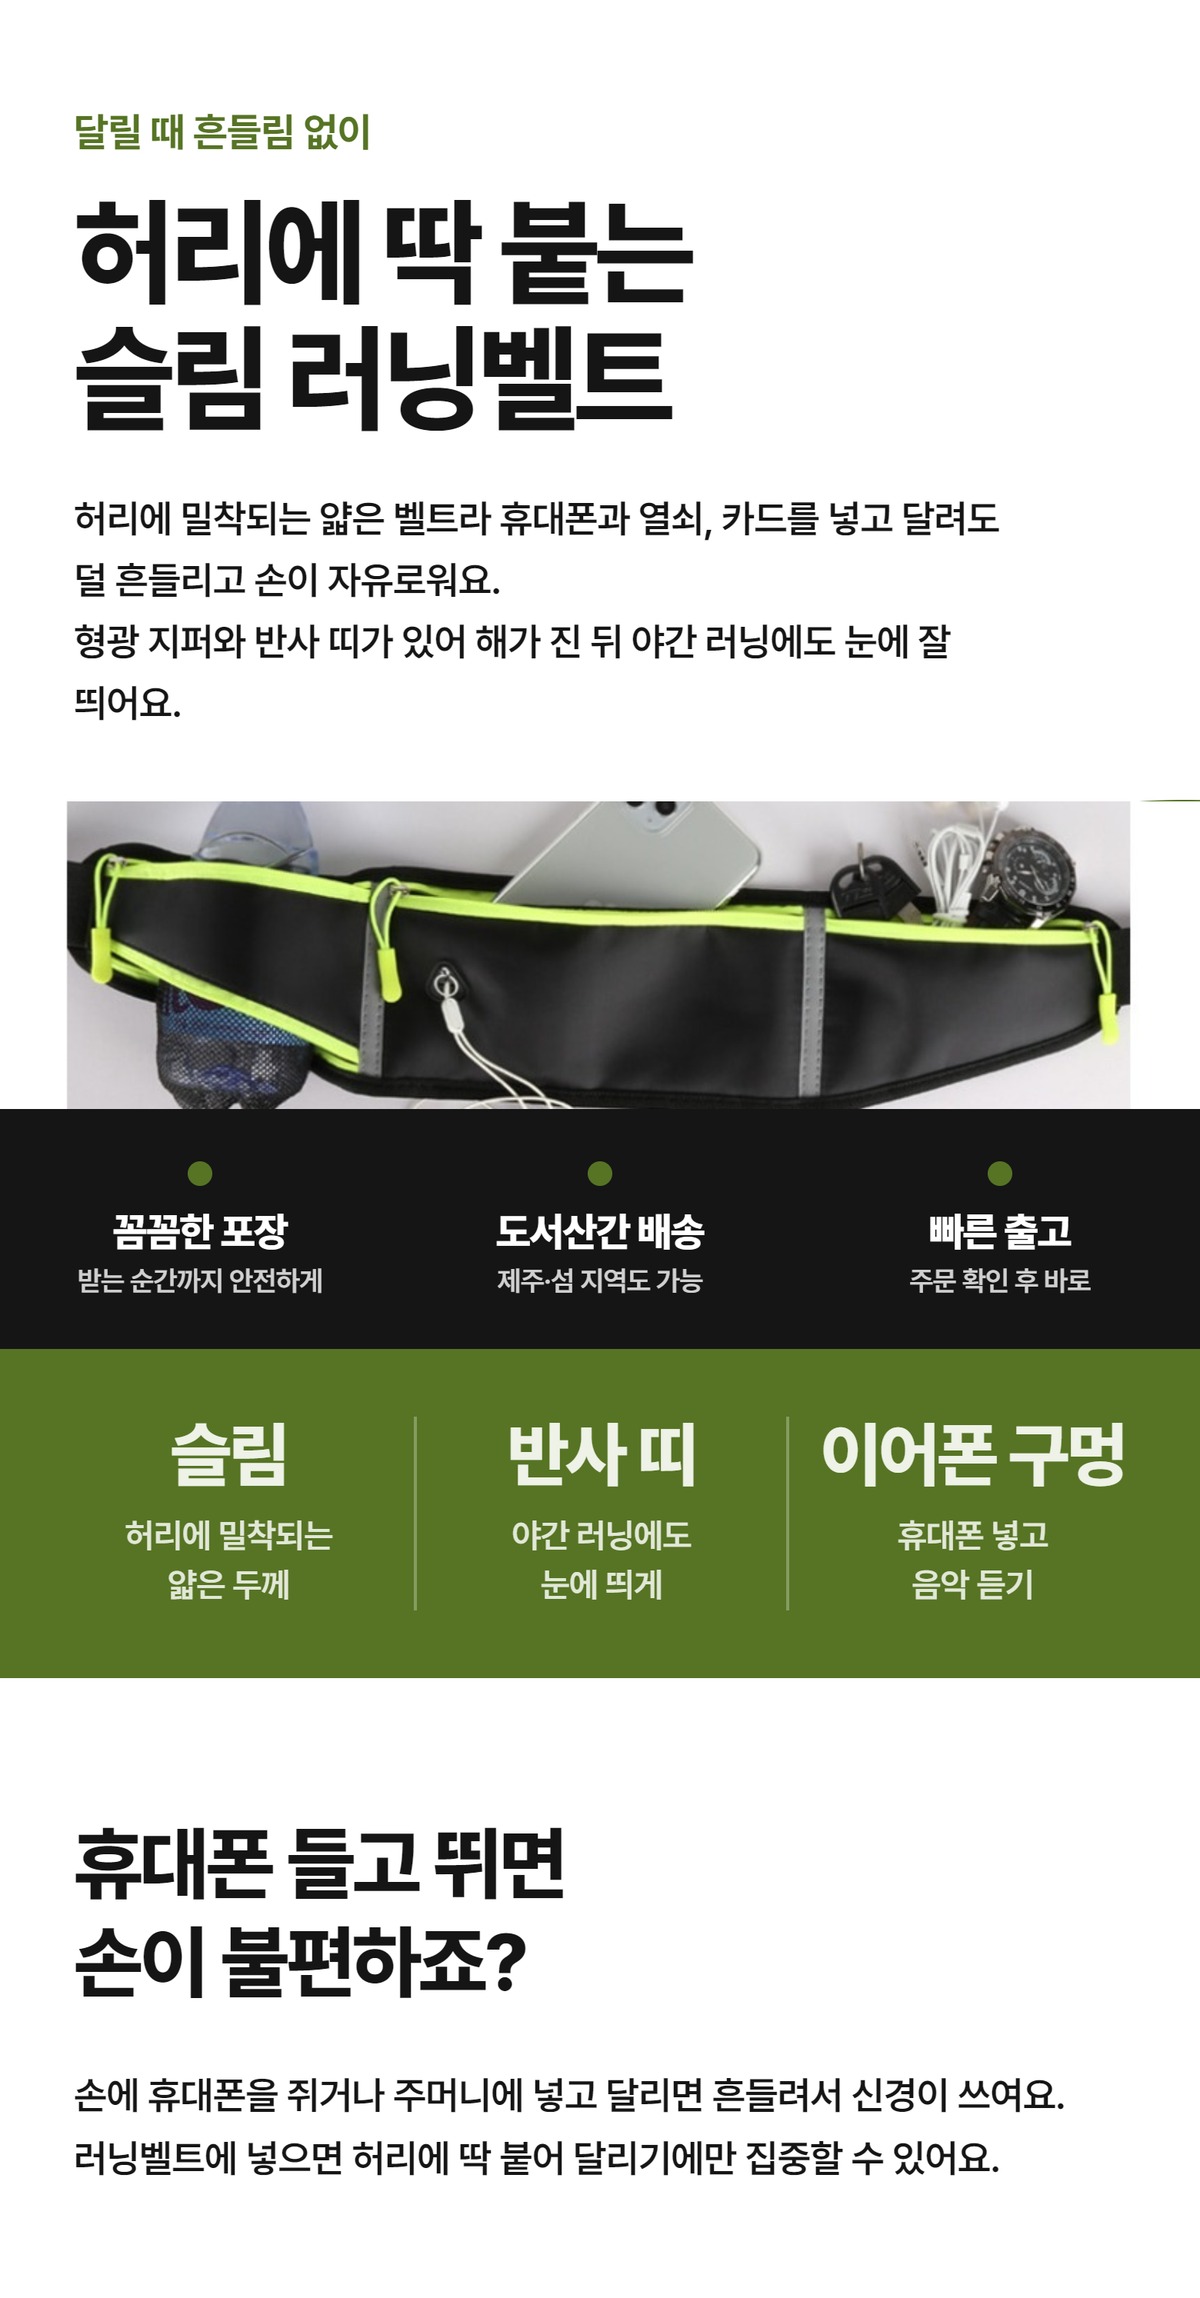 달릴 때 흔들림 없이
허리에 딱 붙는
슬림 러닝벨트
허리에 밀착되는 얇은 벨트라 휴대폰과 열쇠, 카드를 넣고 달려도
덜 흔들리고 손이 자유로워요.
형광 지퍼와 반사 띠가 있어 해가 진 뒤 야간 러닝에도 눈에 잘
띄어요.
꼼꼼한 포장
받는 순간까지 안전하게
도서산간 배송
제주·섬 지역도 가능
빠른 출고
주문 확인 후 바로
슬림
허리에 밀착되는
얇은 두께
반사 띠
야간 러닝에도
눈에 띄게
이어폰 구멍
휴대폰 넣고
음악 듣기
휴대폰 들고 뛰면
손이 불편하죠?
손에 휴대폰을 쥐거나 주머니에 넣고 달리면 흔들려서 신경이 쓰여요.
러닝벨트에 넣으면 허리에 딱 붙어 달리기에만 집중할 수 있어요.